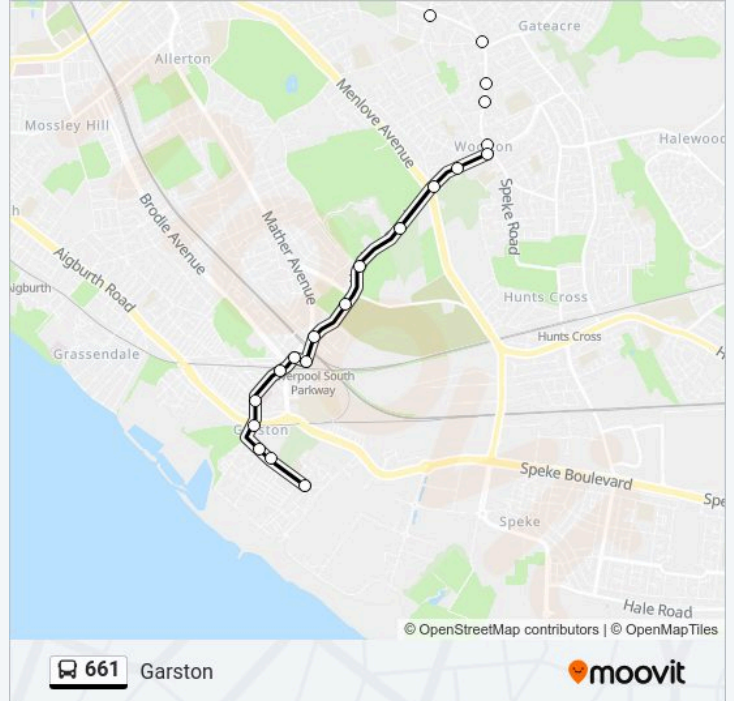 Gateacre
Allerton
Menlove Avenue
Mossley Hill
Halewood
Speke Road
Brodie Avenue
Mather Avenue
Aigburth Road
Hunts Cross
Hunts Cross
Grassendale
South
Parkway
Speke Boulevard
Speke
Hale Road
© OpenStreetMap contributors | © OpenMapTiles
661 Garston
moovit